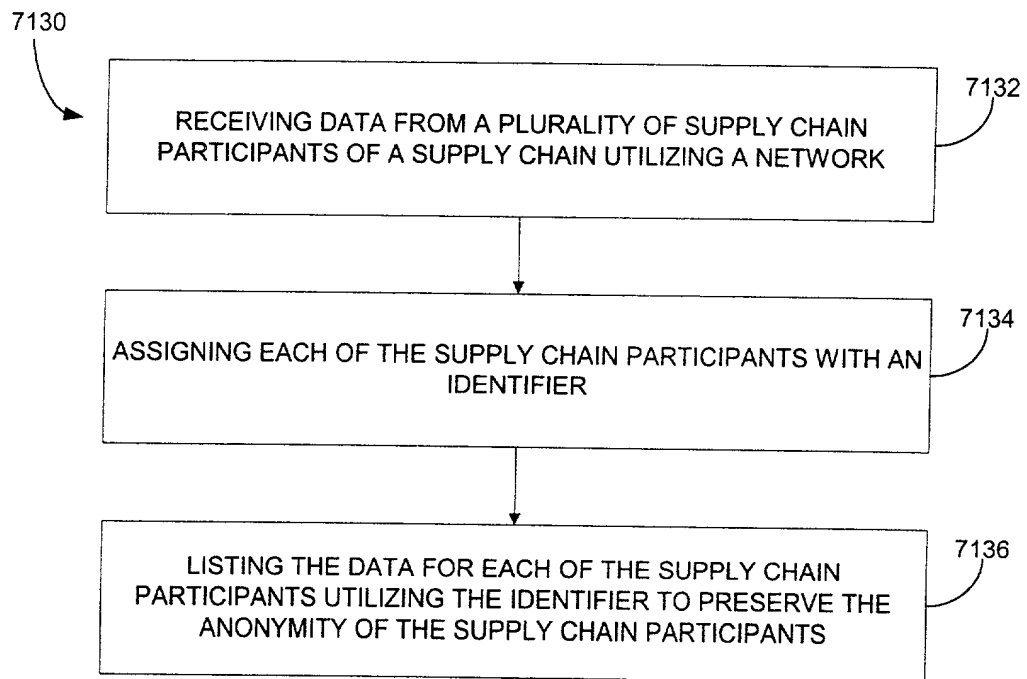 7130
7132
RECEIVING DATA FROM A PLURALITY OF SUPPLY CHAIN
PARTICIPANTS OF A SUPPLY CHAIN UTILIZING A NETWORK
7134
ASSIGNING EACH OF THE SUPPLY CHAIN PARTICIPANTS WITH AN
IDENTIFIER
7136
LISTING THE DATA FOR EACH OF THE SUPPLY CHAIN
PARTICIPANTS UTILIZING THE IDENTIFIER TO PRESERVE THE
ANONYMITY OF THE SUPPLY CHAIN PARTICIPANTS